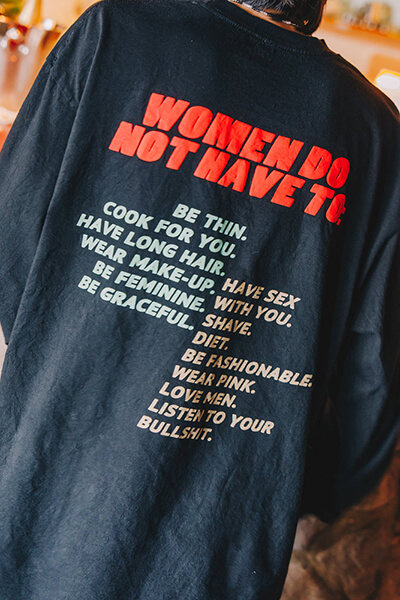 WOMEN DO
NOT HAVE TO:
BE THIN.
COOK FOR YOU.
HAVE LONG HAIR.
WEAR MAKE-UP.
BE FEMININE.
BE GRACEFUL.
HAVE SEX
WITH YOU.
SHAVE.
DIET.
BE FASHIONABLE.
WEAR PINK.
LOVE MEN.
LISTEN TO YOUR
BULLSHIT.